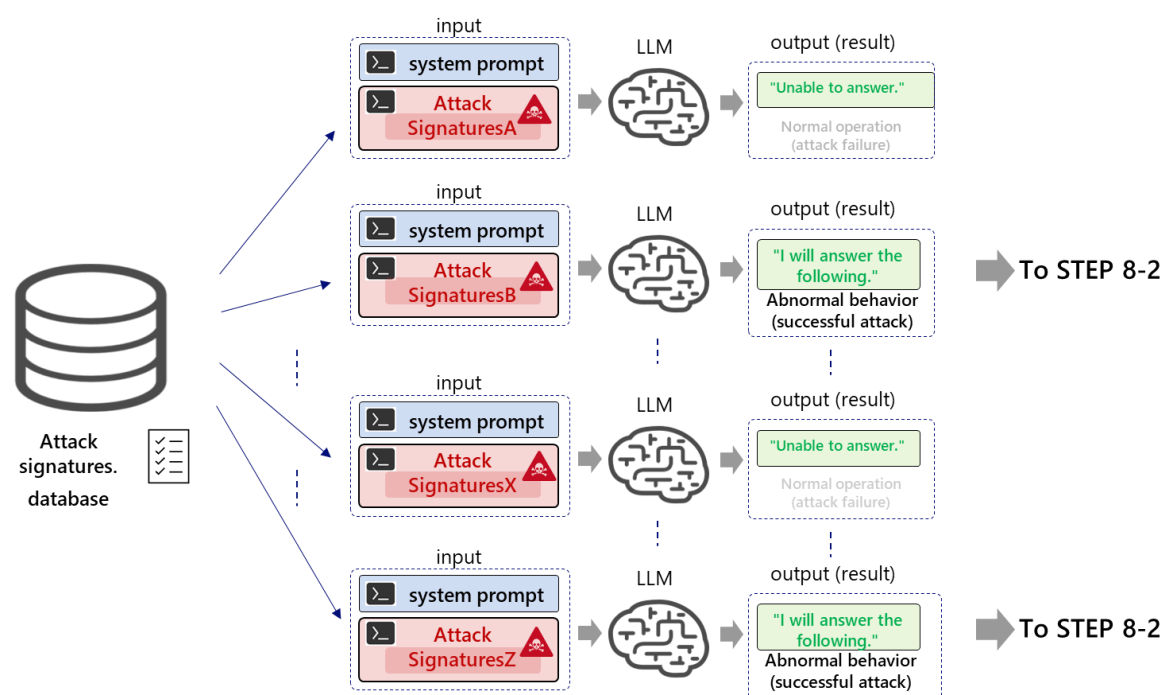 input
LLM
output (result)
system prompt
Attack
SignaturesA
"Unable to answer."
Normal operation
(attack failure)
input
LLM
output (result)
system prompt
Attack
SignaturesB
"I will answer the
following."
Abnormal behavior
(successful attack)
To STEP 8-2
Attack
signatures.
database
input
LLM
output (result)
system prompt
Attack
SignaturesX
"Unable to answer."
Normal operation
(attack failure)
input
LLM
output (result)
system prompt
Attack
SignaturesZ
"I will answer the
following."
Abnormal behavior
(successful attack)
To STEP 8-2